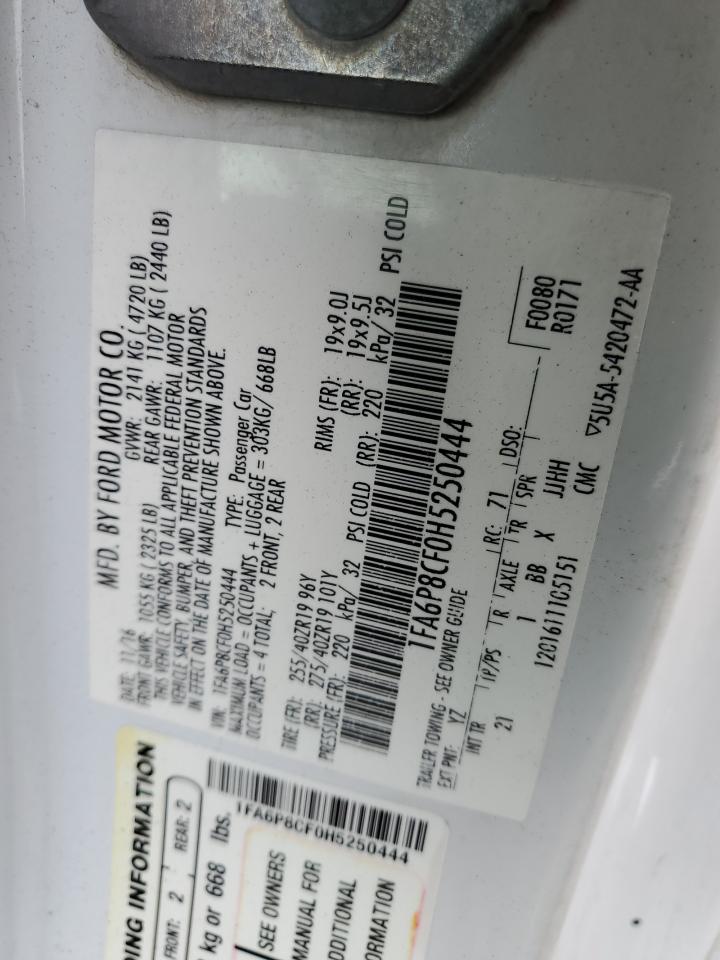 MFD. BY FORD MOTOR CO.
DATE: 11/16 GVWR: 2141 KG ( 4720 LB)
FRONT GAWR: 1055 KG ( 2325 LB) REAR GAWR: 1107 KG ( 2440 LB)
THIS VEHICLE CONFORMS TO ALL APPLICABLE FEDERAL MOTOR
VEHICLE SAFETY, BUMPER, AND THEFT PREVENTION STANDARDS
IN EFFECT ON THE DATE OF MANUFACTURE SHOWN ABOVE.
VIN: 1FA6P8CF0H5250444 TYPE: Passenger Car
MAXIMUM LOAD = OCCUPANTS + LUGGAGE = 303KG/668LB
OCCUPANTS = 4 TOTAL: 2 FRONT, 2 REAR
TIRE (FR): 255/40ZR19 96Y RIMS (FR): 19x9.0J
(RR): 275/40ZR19 101Y (RR): 19x9.5J
PRESSURE (FR): 220 kPa/ 32 PSI COLD (RR): 220 kPa/ 32 PSI COLD
1FA6P8CF0H5250444
TRAILER TOWING - SEE OWNER GUIDE
EXT PNT: YZ RC: 71 DSO: F0080
INT TR TP/PS R AXLE TR SPR R0171
21 1 BB X JJHH
12016111105151 CMC ▽5U5A-5420472-AA
DING INFORMATION
FRONT: 2 REAR: 2
kg or 668 lbs.
1FA6P8CF0H5250444
SEE OWNERS
MANUAL FOR
DDITIONAL
ORMATION